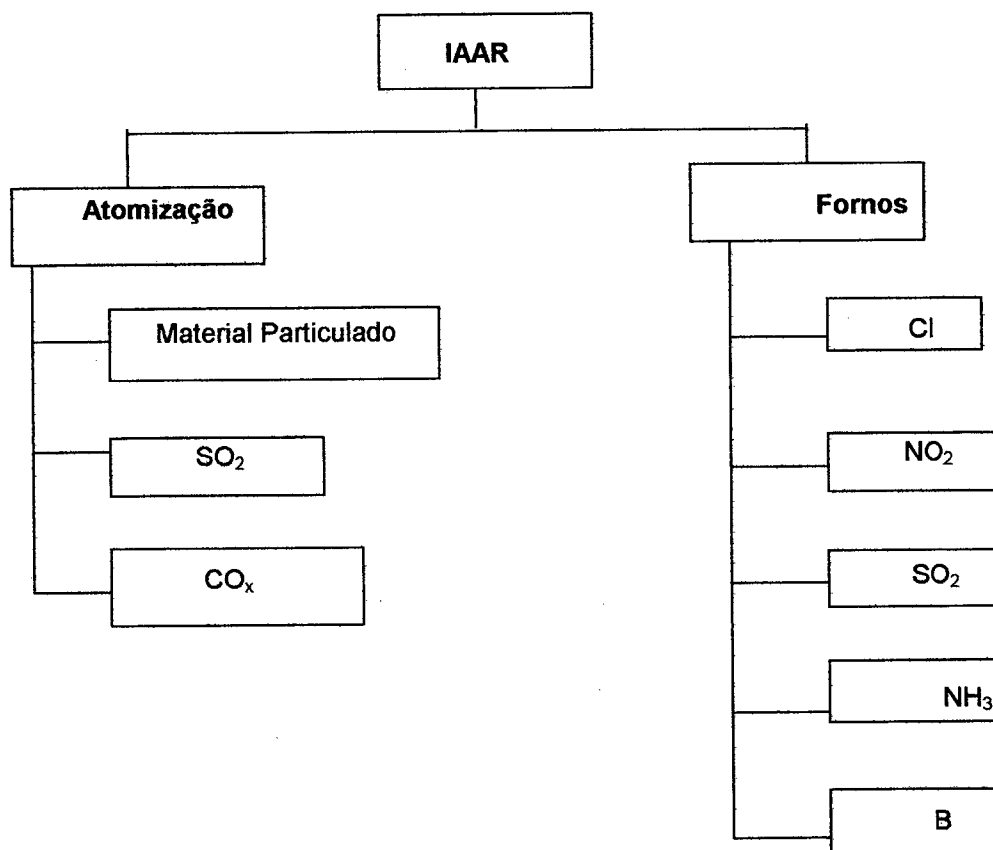 IAAR
Atomização
Material Particulado
SO₂
COₓ
Fornos
Cl
NO₂
SO₂
NH₃
B